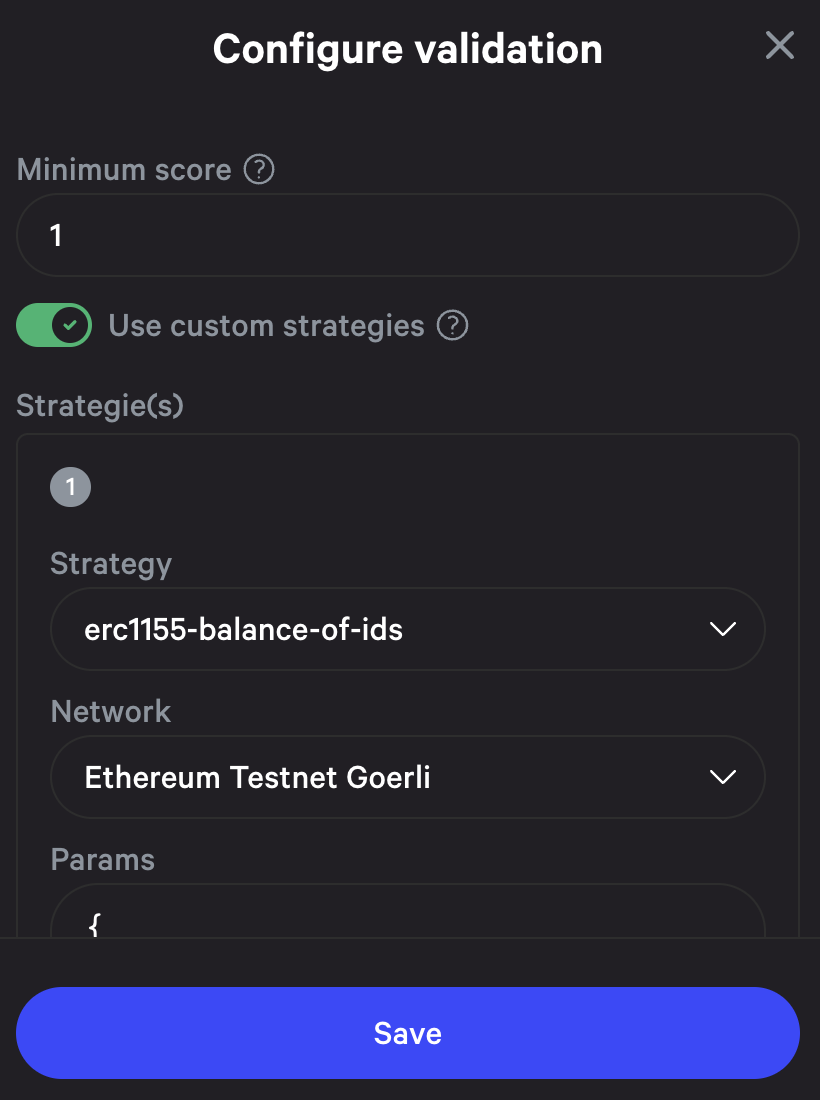 Configure validation
Minimum score ?
1
Use custom strategies ?
Strategie(s)
1
Strategy
erc1155-balance-of-ids
Network
Ethereum Testnet Goerli
Params
{
Save